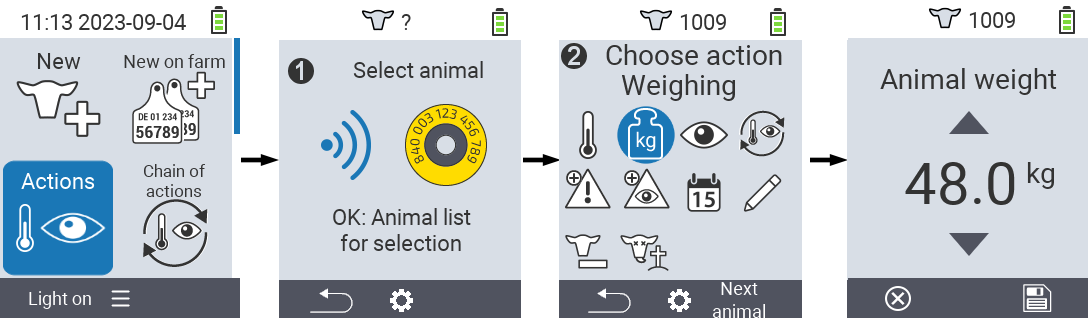 11:13 2023-09-04
New
New on farm
DE 01 234
234
56789
89
Actions
Chain of
actions
Light on
?
1
Select animal
840 003 123 456 789
OK: Animal list
for selection
1009
2
Choose action
Weighing
kg
15
Next
animal
1009
Animal weight
48.0 kg